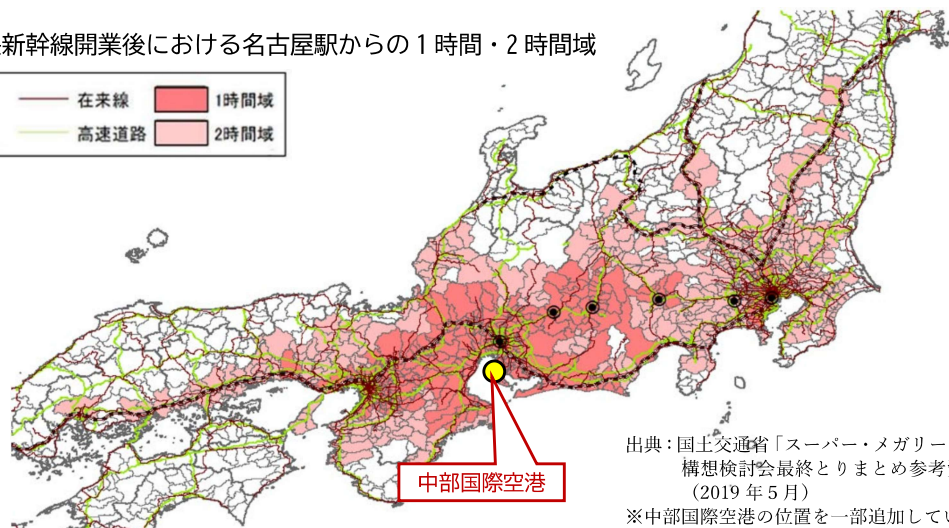 新幹線開業後における名古屋駅からの1時間・2時間域
在来線
1時間域
高速道路
2時間域
中部国際空港
出典:国土交通省「スーパー・メガリー
構想検討会最終とりまとめ参考
(2019年5月)
※中部国際空港の位置を一部追加してい